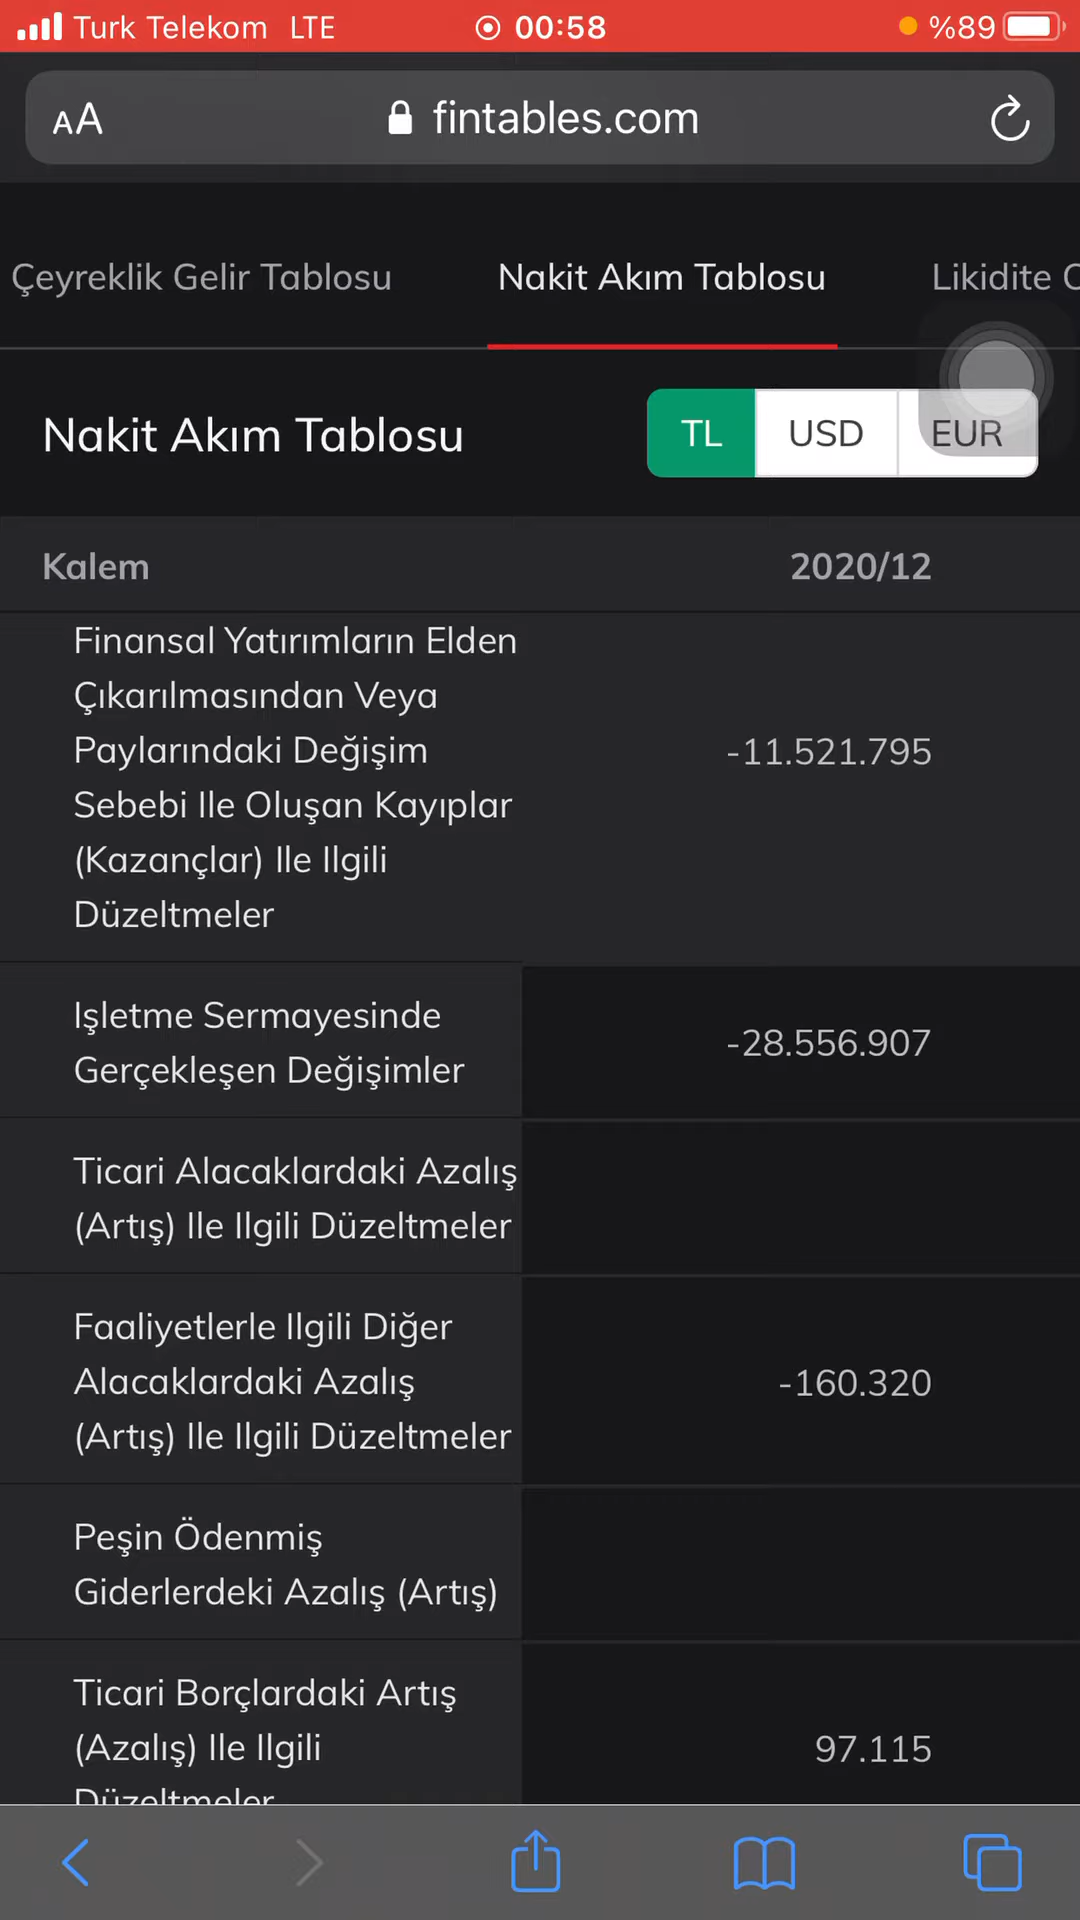 Turk Telekom LTE 00:58 %89
AA fintables.com
Çeyreklik Gelir Tablosu Nakit Akım Tablosu Likidite
Nakit Akım Tablosu TL USD EUR
Kalem 2020/12
Finansal Yatırımların Elden
Çıkarılmasından Veya
Paylarındaki Değişim
Sebebi Ile Oluşan Kayıplar
(Kazançlar) Ile Ilgili
Düzeltmeler
-11.521.795
Işletme Sermayesinde
Gerçekleşen Değişimler
-28.556.907
Ticari Alacaklardaki Azalış
(Artış) Ile Ilgili Düzeltmeler
Faaliyetlerle Ilgili Diğer
Alacaklardaki Azalış
(Artış) Ile Ilgili Düzeltmeler
-160.320
Peşin Ödenmiş
Giderlerdeki Azalış (Artış)
Ticari Borçlardaki Artış
(Azalış) Ile Ilgili
Düzeltmeler
97.115